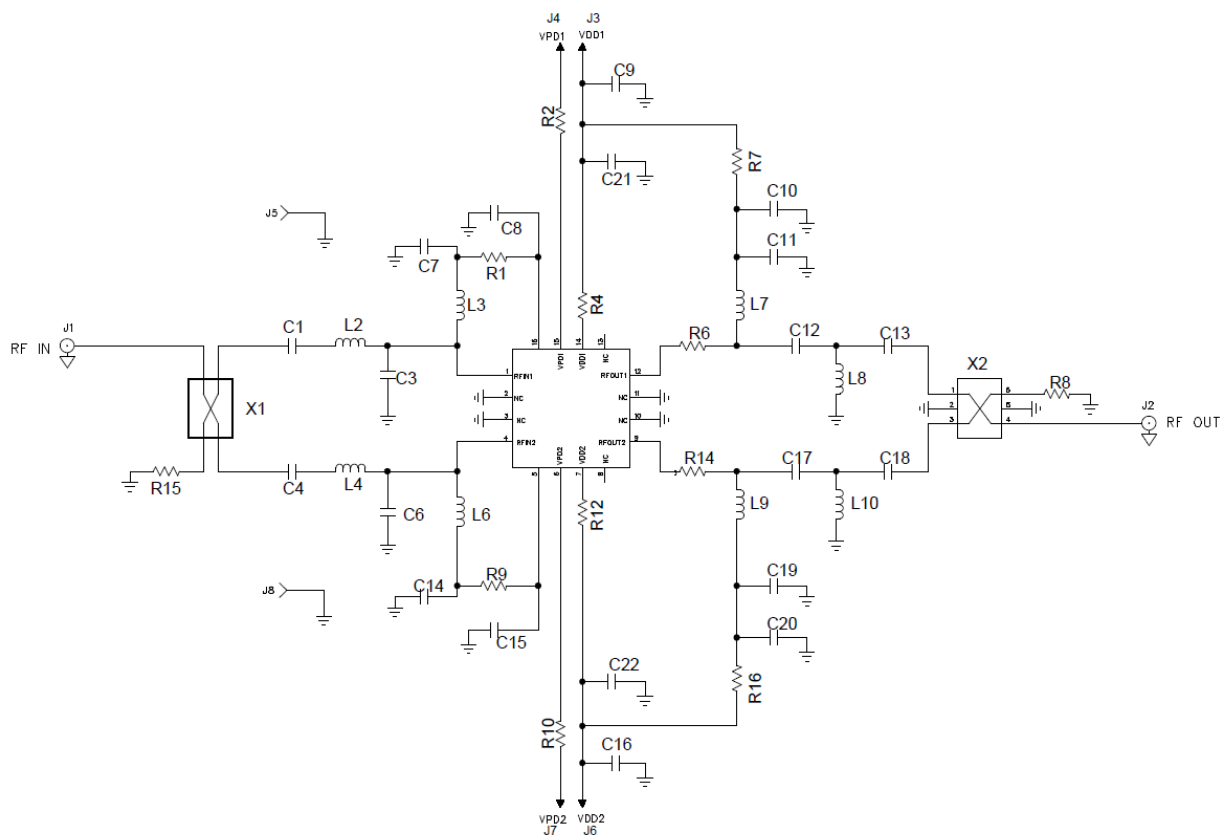 J4
J3
VPD1
VDD1
C9
R2
R7
C21
C10
J5
C8
C11
C7
R1
L3
R4
L7
C1
L2
R6
C12
C13
J1
RF IN
C3
L8
X2
R8
16
15
14
13
VPD1
VDD1
NC
1
RFIN1
RFOUT1
12
2
NC
NC
11
3
NC
NC
10
4
RFIN2
RFOUT2
9
VPD2
VDD2
NC
5
6
7
8
1
6
2
5
3
4
J2
RF OUT
X1
R15
C4
L4
R14
C17
C18
C6
L6
R12
L9
L10
J8
C14
R9
C19
C15
C20
C22
R16
R10
C16
VPD2
VDD2
J7
J6